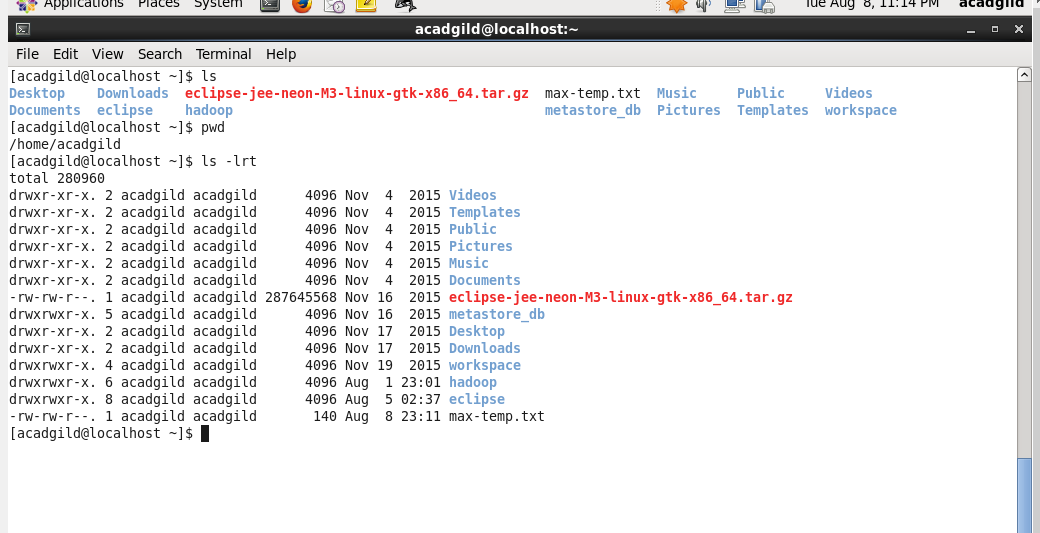 Applications Places System Tue Aug 8, 11:14 PM acadgild
acadgild@localhost:~
File Edit View Search Terminal Help
[acadgild@localhost ~]$ ls
Desktop    Downloads  eclipse-jee-neon-M3-linux-gtk-x86_64.tar.gz  max-temp.txt  Music     Public     Videos
Documents  eclipse    hadoop                                       metastore_db  Pictures  Templates  workspace
[acadgild@localhost ~]$ pwd
/home/acadgild
[acadgild@localhost ~]$ ls -lrt
total 280960
drwxr-xr-x. 2 acadgild acadgild      4096 Nov  4  2015 Videos
drwxr-xr-x. 2 acadgild acadgild      4096 Nov  4  2015 Templates
drwxr-xr-x. 2 acadgild acadgild      4096 Nov  4  2015 Public
drwxr-xr-x. 2 acadgild acadgild      4096 Nov  4  2015 Pictures
drwxr-xr-x. 2 acadgild acadgild      4096 Nov  4  2015 Music
drwxr-xr-x. 2 acadgild acadgild      4096 Nov  4  2015 Documents
-rw-rw-r--. 1 acadgild acadgild 287645568 Nov 16  2015 eclipse-jee-neon-M3-linux-gtk-x86_64.tar.gz
drwxrwxr-x. 5 acadgild acadgild      4096 Nov 16  2015 metastore_db
drwxr-xr-x. 2 acadgild acadgild      4096 Nov 17  2015 Desktop
drwxr-xr-x. 2 acadgild acadgild      4096 Nov 17  2015 Downloads
drwxrwxr-x. 4 acadgild acadgild      4096 Nov 19  2015 workspace
drwxrwxr-x. 6 acadgild acadgild      4096 Aug  1 23:01 hadoop
drwxrwxr-x. 8 acadgild acadgild      4096 Aug  5 02:37 eclipse
-rw-rw-r--. 1 acadgild acadgild       140 Aug  8 23:11 max-temp.txt
[acadgild@localhost ~]$